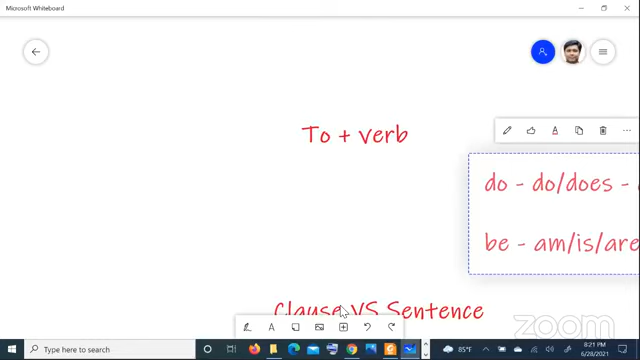 Microsoft Whiteboard
To + verb
do - do/does -
be - am/is/are
Clause VS Sentence
A
A
zoom
Type here to search
85°F
8:21 PM
6/28/2021